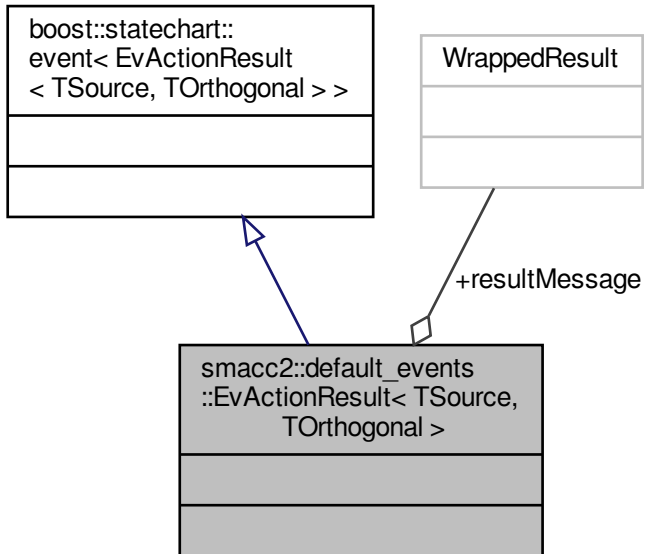 boost::statechart::
event< EvActionResult
< TSource, TOrthogonal > >
WrappedResult
+resultMessage
smacc2::default_events
::EvActionResult< TSource,
TOrthogonal >